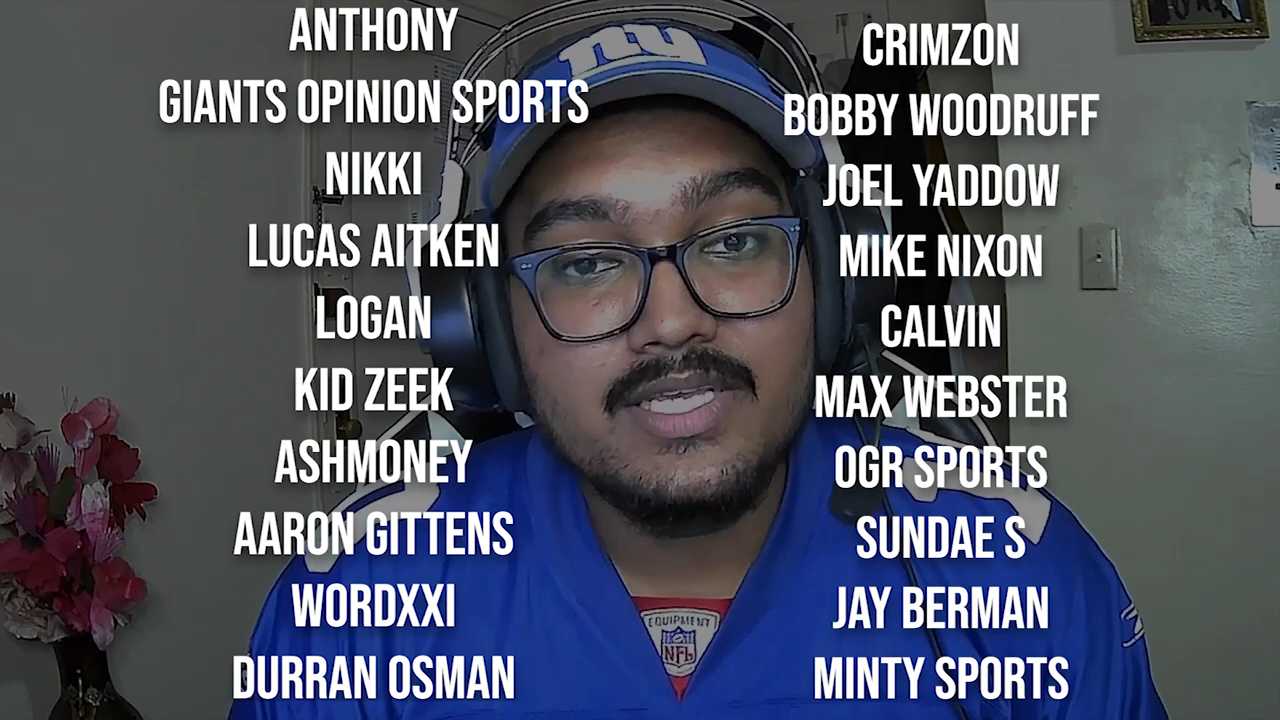 ny
ANTHONY
GIANTS OPINION SPORTS
NIKKI
LUCAS AITKEN
LOGAN
KID ZEEK
ASHMONEY
AARON GITTENS
WORDXXI
DURRAN OSMAN
CRIMZON
BOBBY WOODRUFF
JOEL YADDOW
MIKE NIXON
CALVIN
MAX WEBSTER
OGR SPORTS
SUNDAE S
JAY BERMAN
MINTY SPORTS
EQUIPMENT
NFL